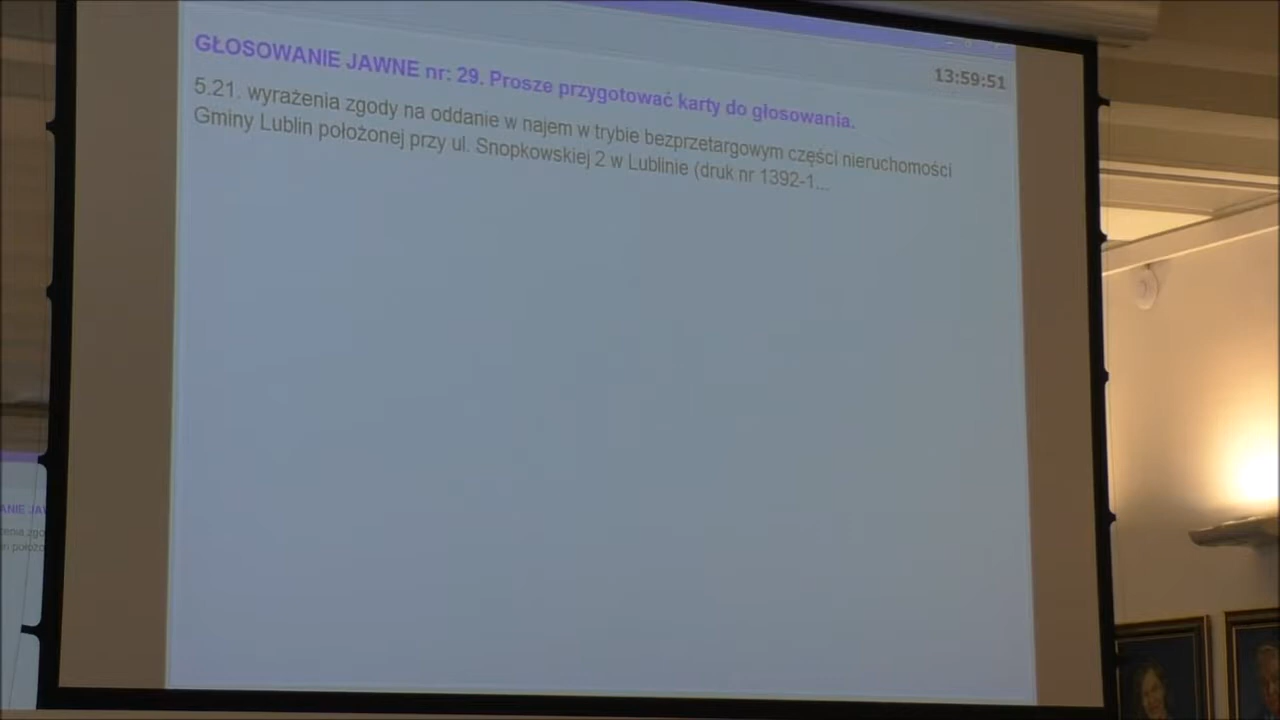 GŁOSOWANIE JAWNE nr: 29. Prosze przygotować karty do głosowania.
13:59:51
5.21. wyrażenia zgody na oddanie w najem w trybie bezprzetargowym części nieruchomości
Gminy Lublin położonej przy ul. Snopkowskiej 2 w Lublinie (druk nr 1392-1...